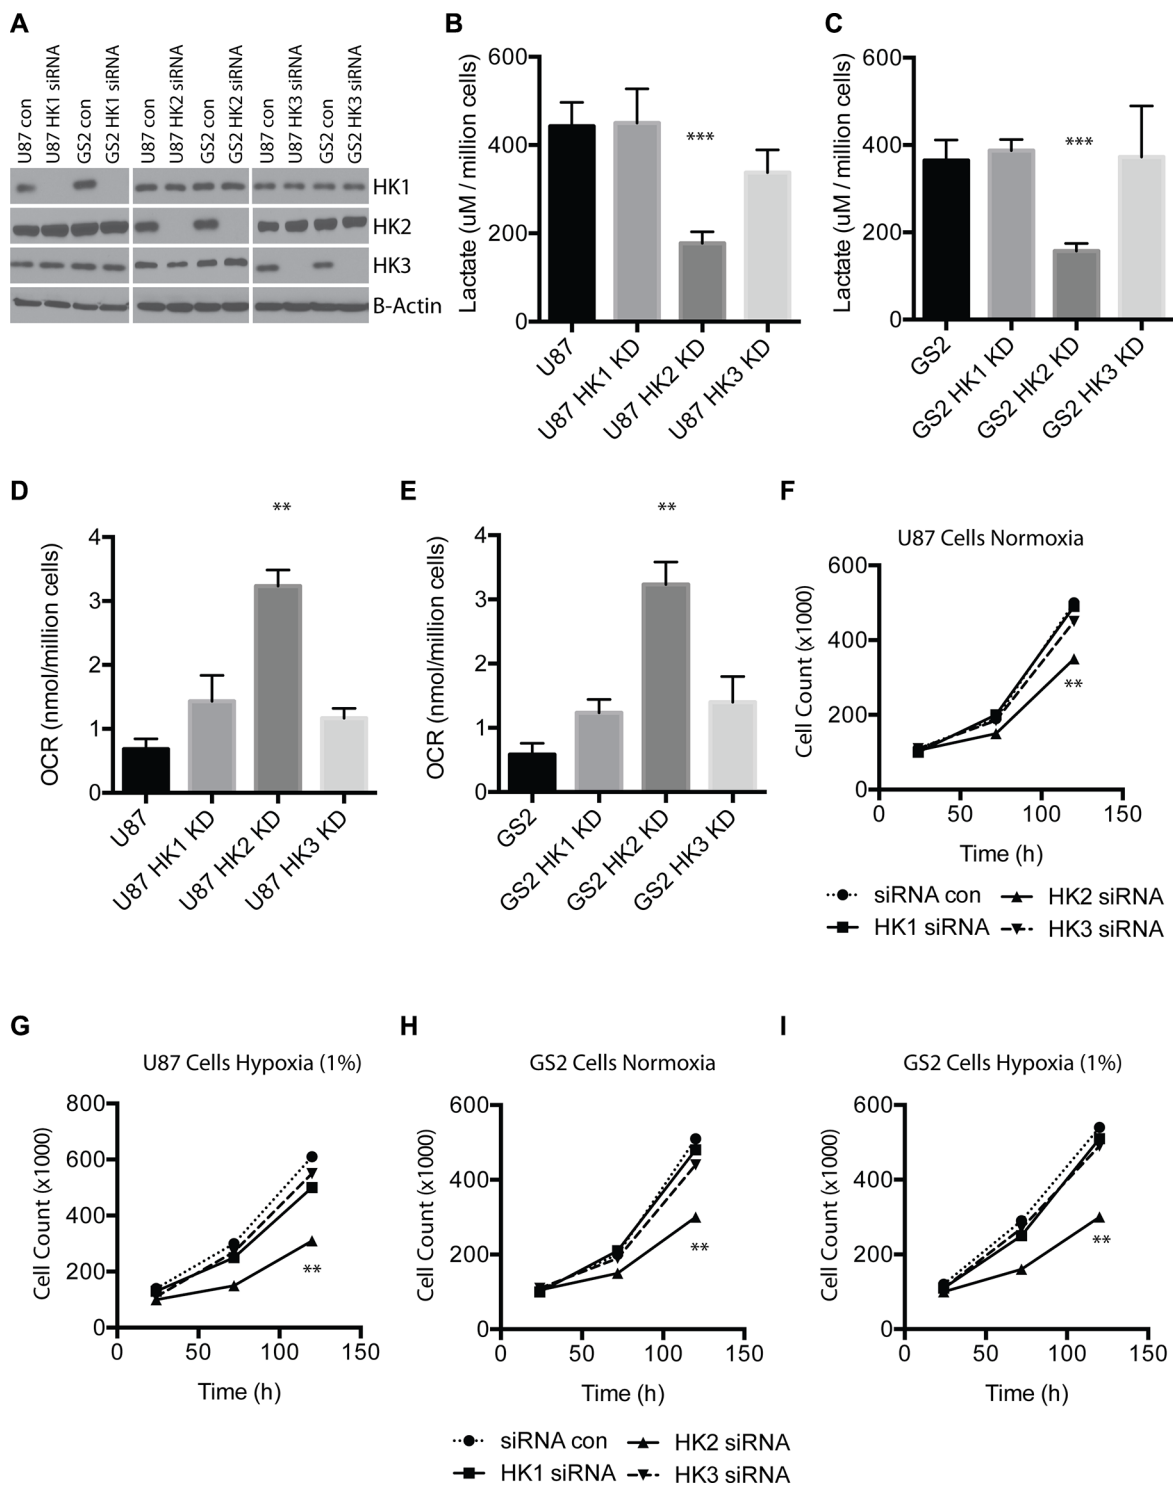 A
U87 con
U87 HK1 siRNA
GS2 con
GS2 HK1 siRNA
U87 con
U87 HK2 siRNA
GS2 con
GS2 HK2 siRNA
U87 con
U87 HK3 siRNA
GS2 con
GS2 HK3 siRNA
HK1
HK2
HK3
B-Actin
B
Lactate (uM / million cells)
600
400
200
0
***
U87
U87 HK1 KD
U87 HK2 KD
U87 HK3 KD
C
Lactate (uM / million cells)
600
400
200
0
***
GS2
GS2 HK1 KD
GS2 HK2 KD
GS2 HK3 KD
D
OCR (nmol/million cells)
4
3
2
1
0
**
U87
U87 HK1 KD
U87 HK2 KD
U87 HK3 KD
E
OCR (nmol/million cells)
4
3
2
1
0
**
GS2
GS2 HK1 KD
GS2 HK2 KD
GS2 HK3 KD
F
U87 Cells Normoxia
Cell Count (x1000)
600
400
200
0
**
0 50 100 150
Time (h)
siRNA con HK2 siRNA
HK1 siRNA HK3 siRNA
G
U87 Cells Hypoxia (1%)
Cell Count (x1000)
800
600
400
200
0
**
0 50 100 150
Time (h)
H
GS2 Cells Normoxia
Cell Count (x1000)
600
400
200
0
**
0 50 100 150
Time (h)
I
GS2 Cells Hypoxia (1%)
Cell Count (x1000)
600
400
200
0
**
0 50 100 150
Time (h)
siRNA con HK2 siRNA
HK1 siRNA HK3 siRNA